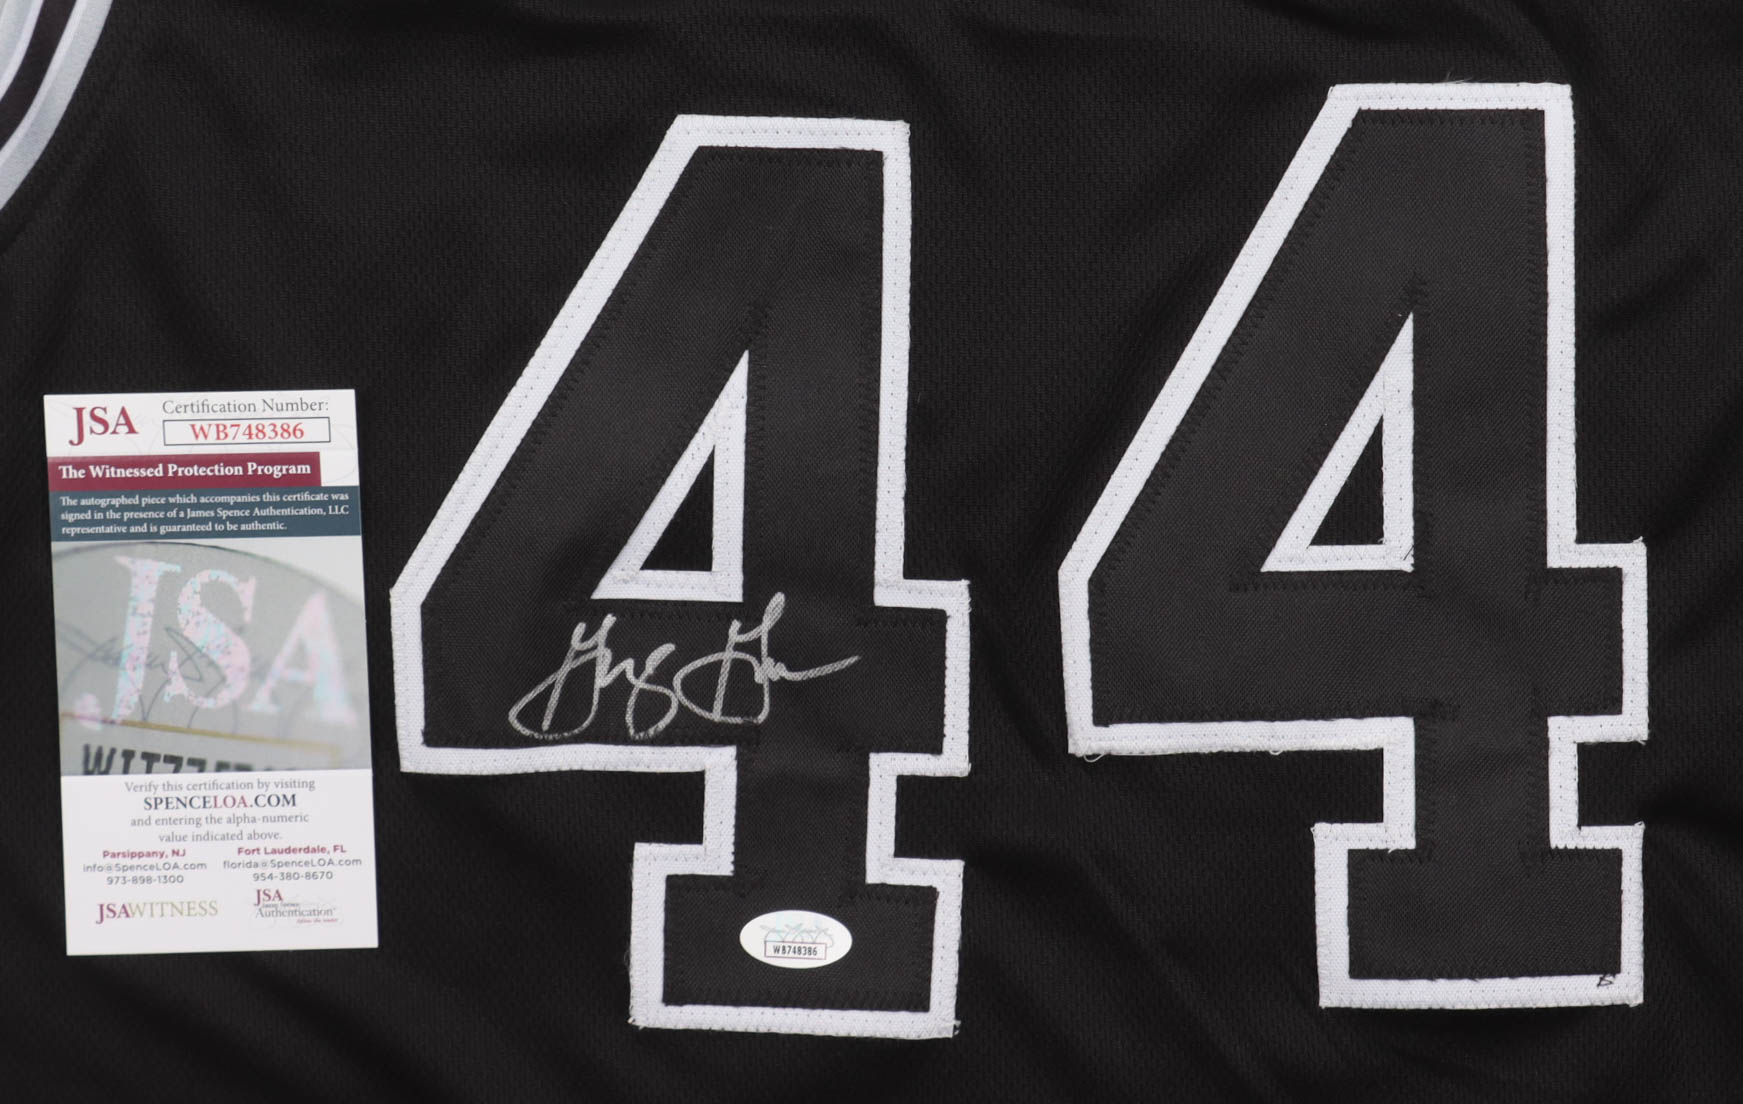 JSA
Certification Number:
WB748386
The Witnessed Protection Program
The autographed piece which accompanies this certificate was
signed in the presence of a James Spence Authentication, LLC
representative and is guaranteed to be authentic.
JSA
Verify this certification by visiting
SPENCELOA.COM
and entering the alpha-numeric
value indicated above.
Parsippany, NJ
info@SpenceLOA.com
973-898-1300
Fort Lauderdale, FL
florida@SpenceLOA.com
954-380-8670
JSAWITNESS
JSA
Authentication
44
WB748386